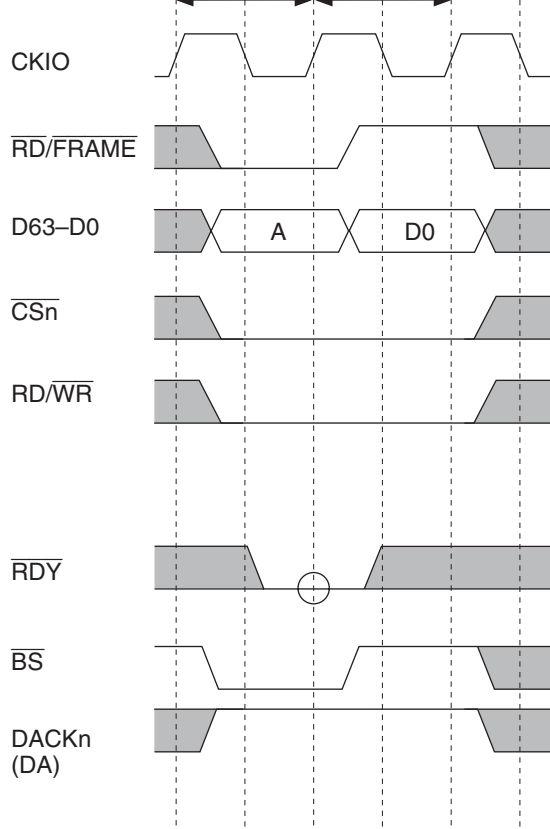 CKIO
RD/FRAME
D63–D0
A
D0
CSn
RD/WR
RDY
BS
DACKn
(DA)